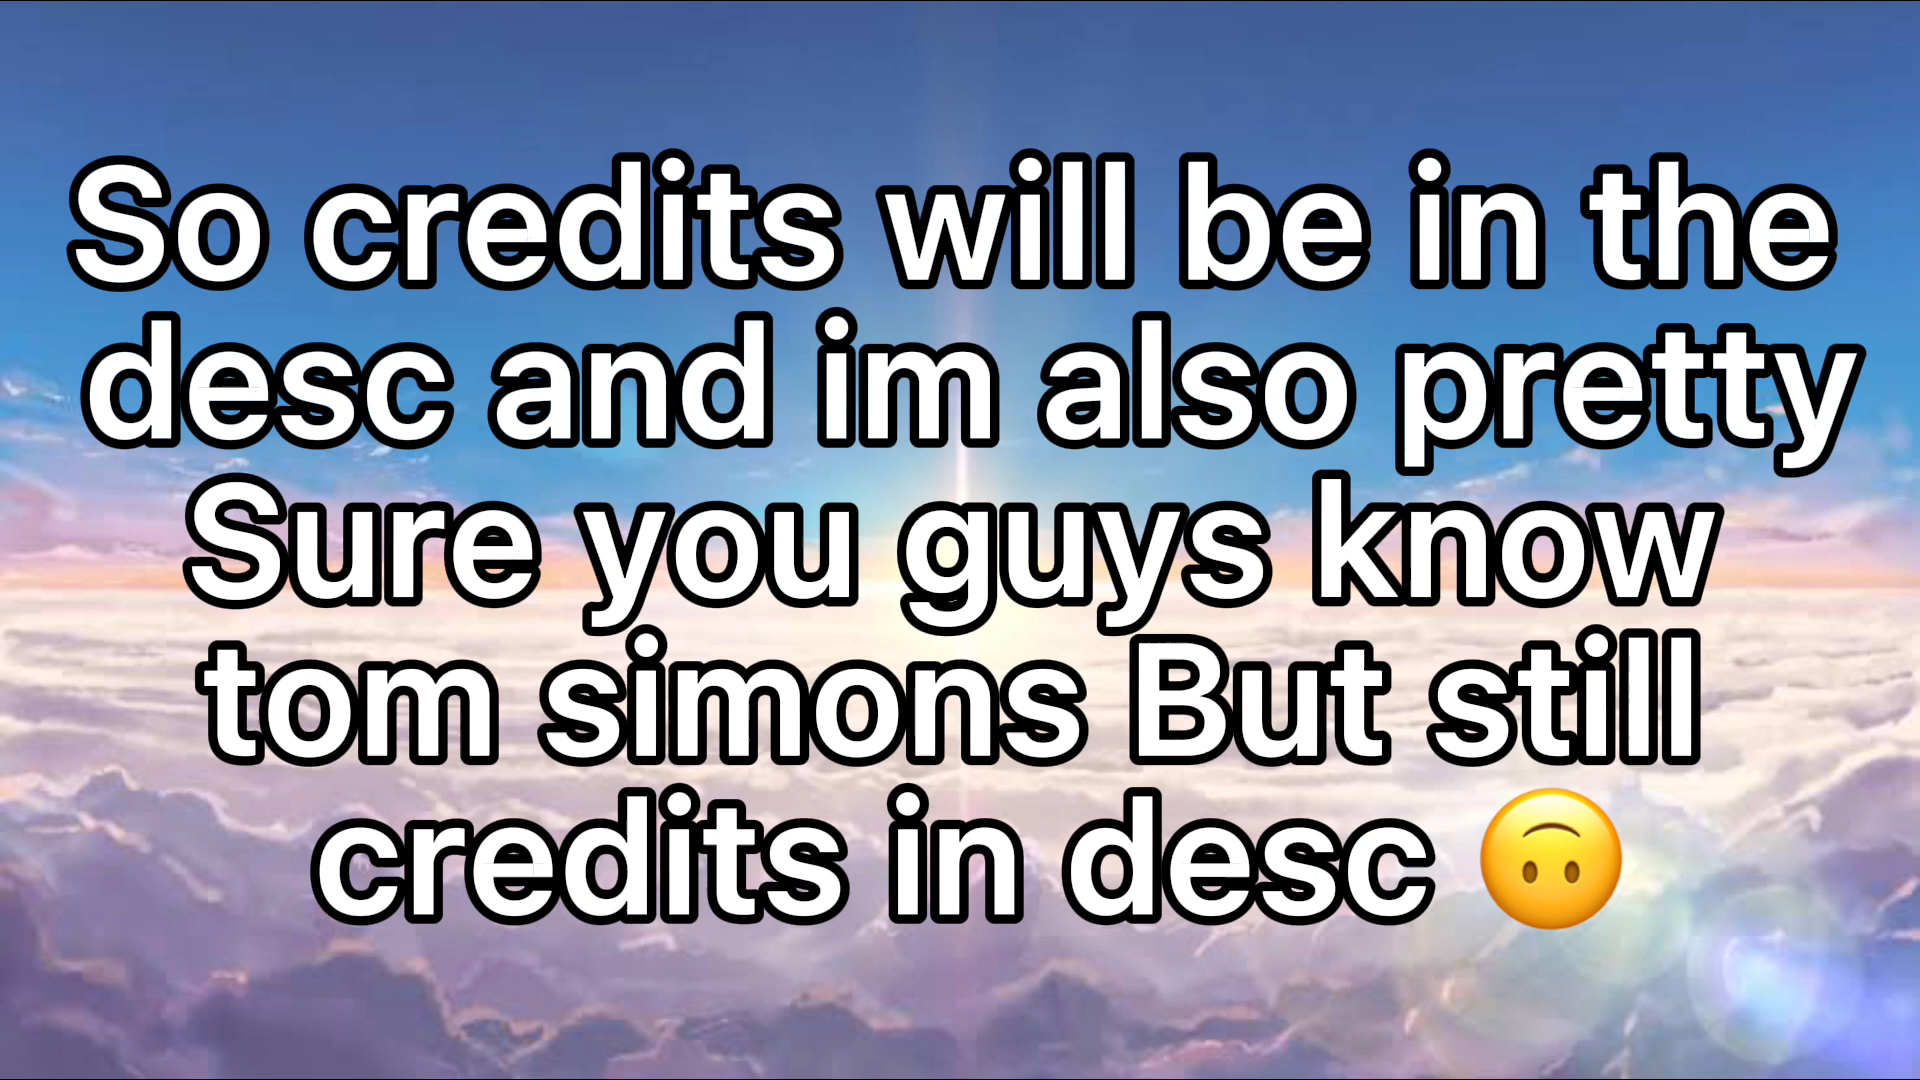 So credits will be in the
desc and im also pretty
Sure you guys know
tom simons But still
credits in desc 🙃